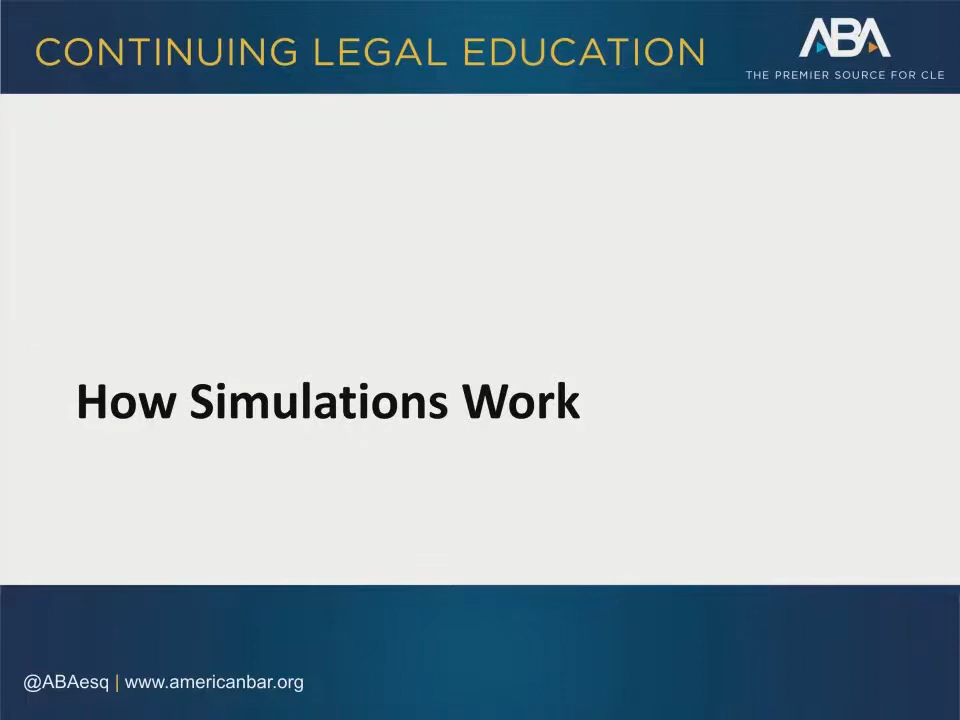 CONTINUING LEGAL EDUCATION
ABA
THE PREMIER SOURCE FOR CLE
How Simulations Work
@ABAesq | www.americanbar.org